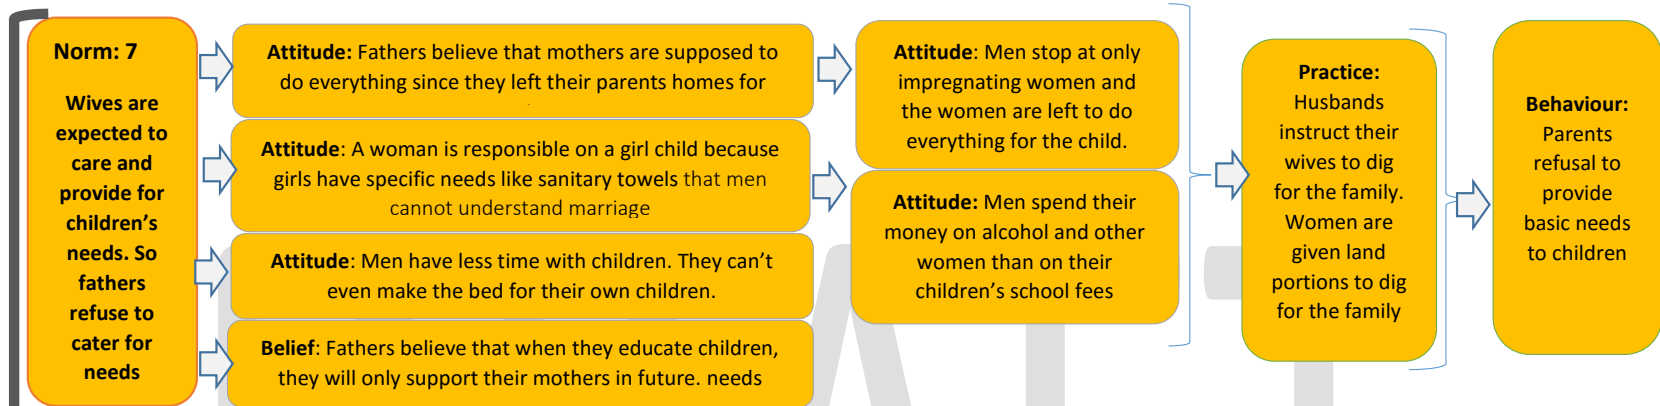 Norm: 7
Wives are
expected to
care and
provide for
children’s
needs. So
fathers
refuse to
cater for
needs
Attitude: Fathers believe that mothers are supposed to
do everything since they left their parents homes for
Attitude: A woman is responsible on a girl child because
girls have specific needs like sanitary towels that men
cannot understand marriage
Attitude: Men have less time with children. They can’t
even make the bed for their own children.
Belief: Fathers believe that when they educate children,
they will only support their mothers in future. needs
Attitude: Men stop at only
impregnating women and
the women are left to do
everything for the child.
Attitude: Men spend their
money on alcohol and other
women than on their
children’s school fees
Practice:
Husbands
instruct their
wives to dig
for the family.
Women are
given land
portions to dig
for the family
Behaviour:
Parents
refusal to
provide
basic needs
to children